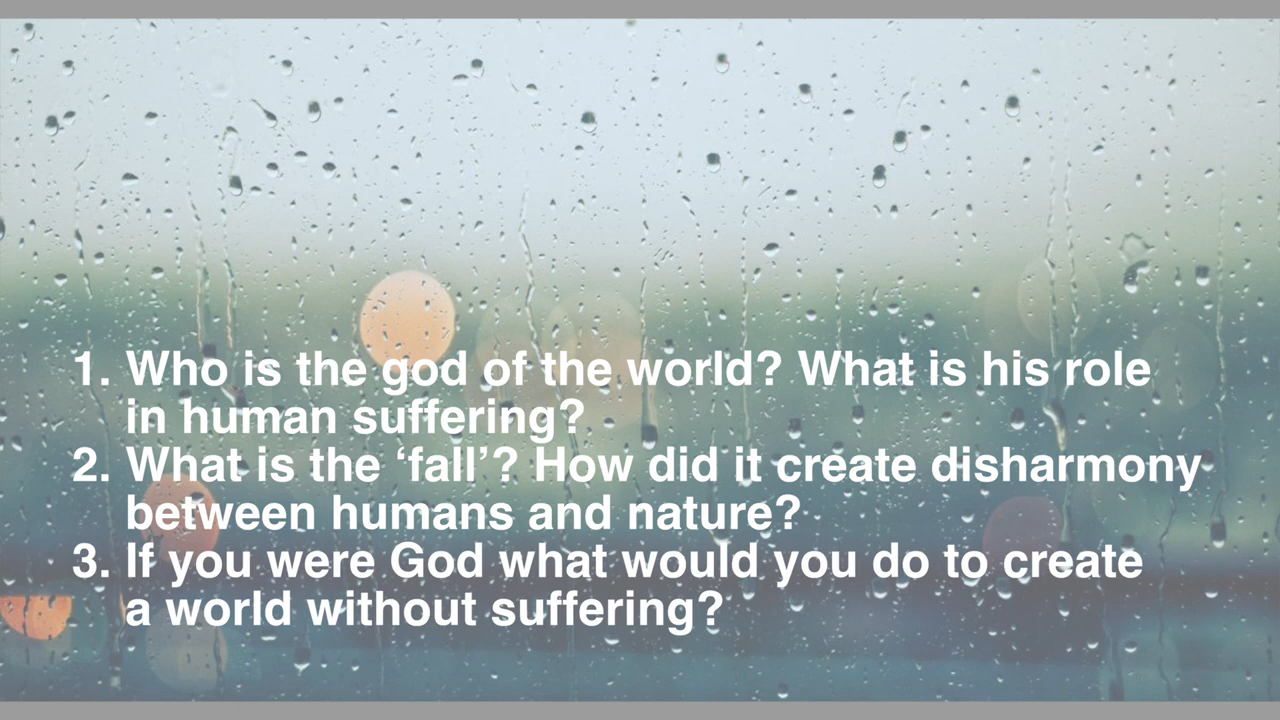 1. Who is the god of the world? What is his role
in human suffering?
2. What is the ‘fall’? How did it create disharmony
between humans and nature?
3. If you were God what would you do to create
a world without suffering?